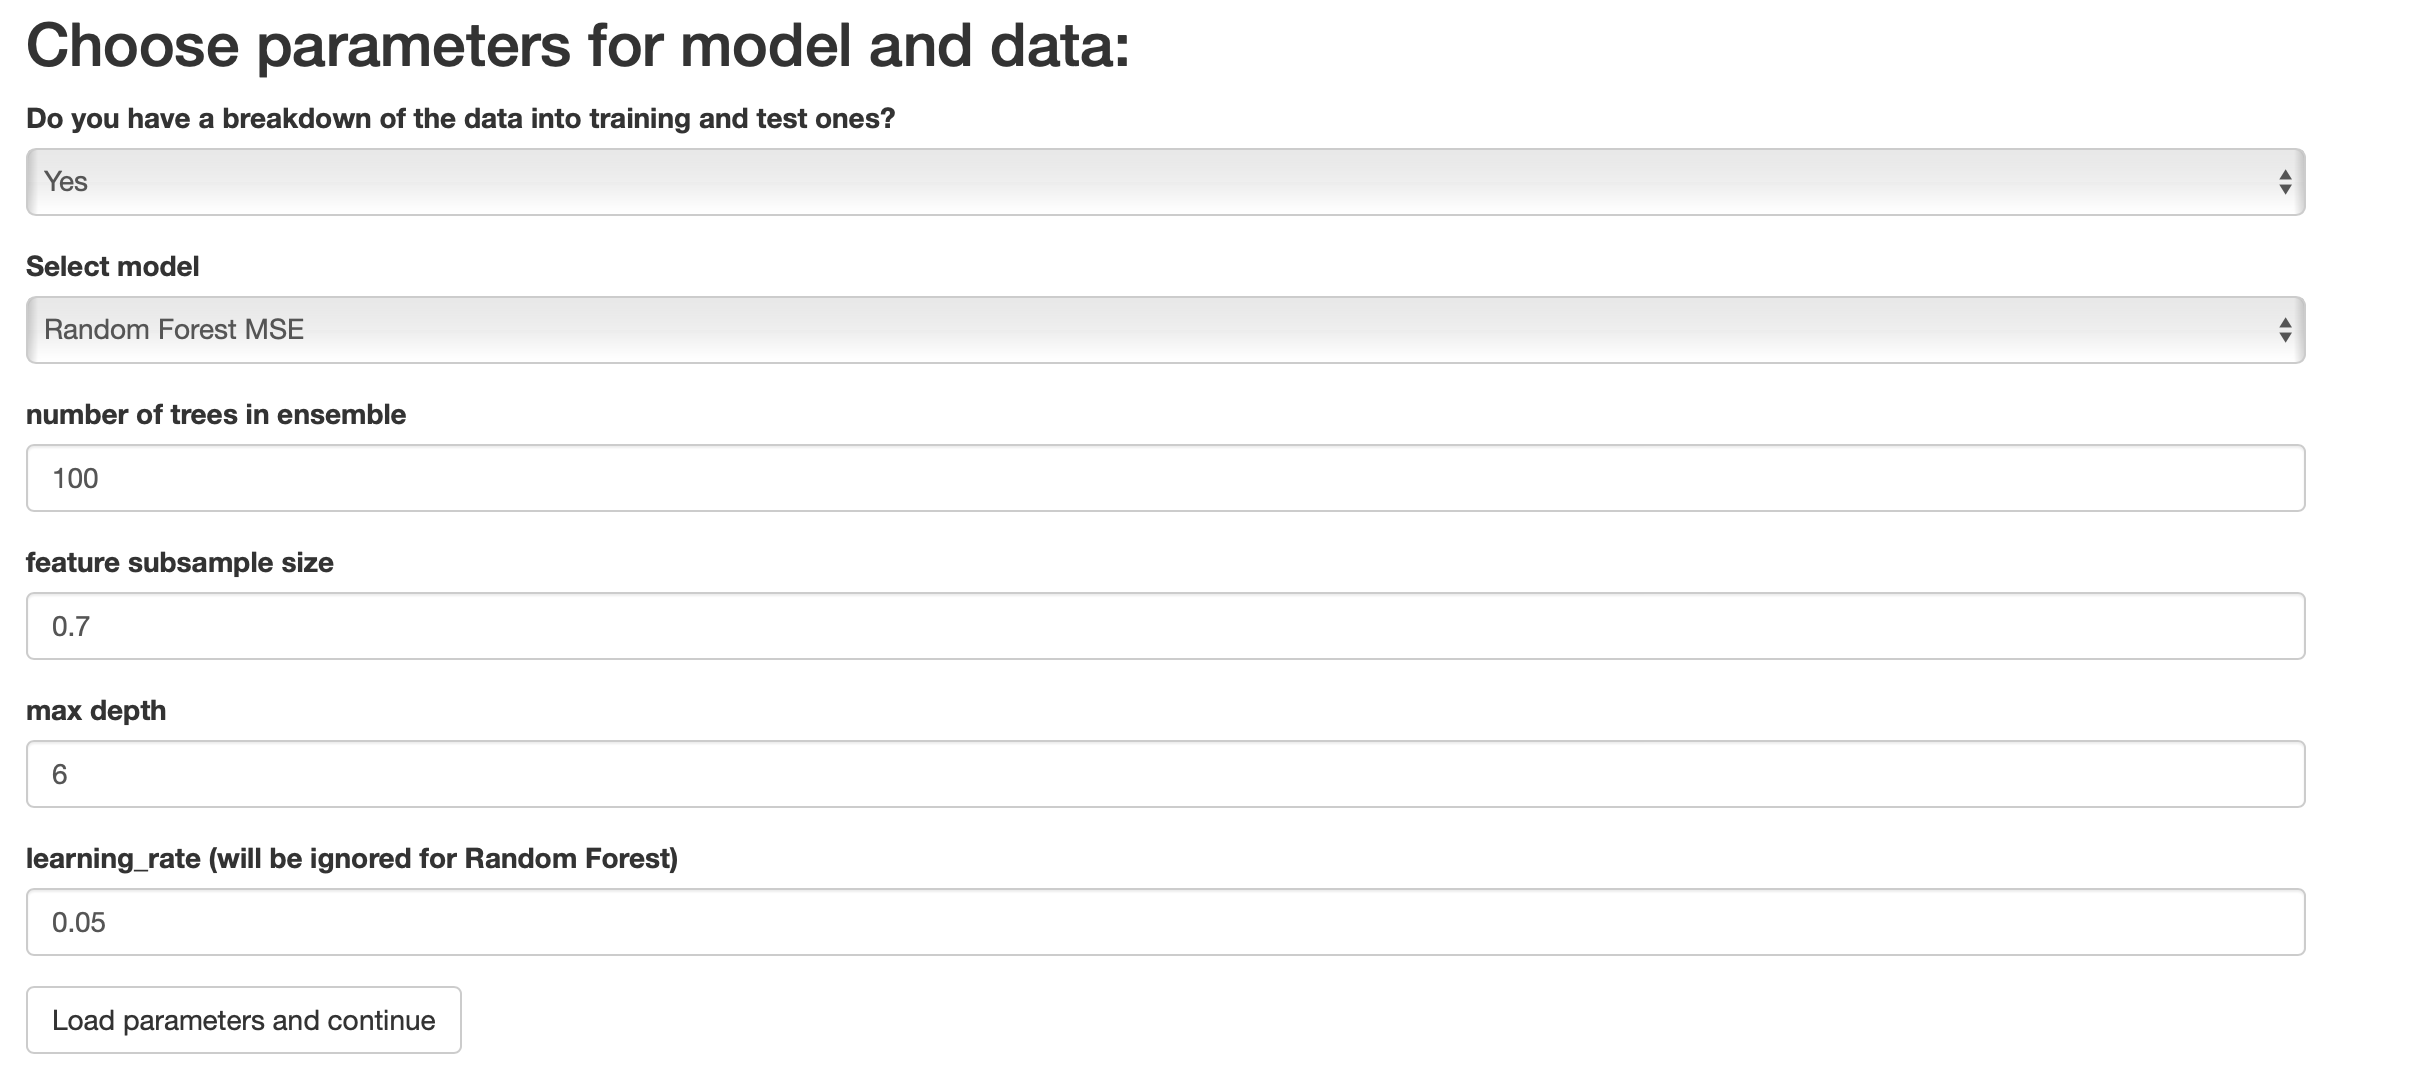 Choose parameters for model and data:
Do you have a breakdown of the data into training and test ones?
Yes
Select model
Random Forest MSE
number of trees in ensemble
100
feature subsample size
0.7
max depth
6
learning_rate (will be ignored for Random Forest)
0.05
Load parameters and continue